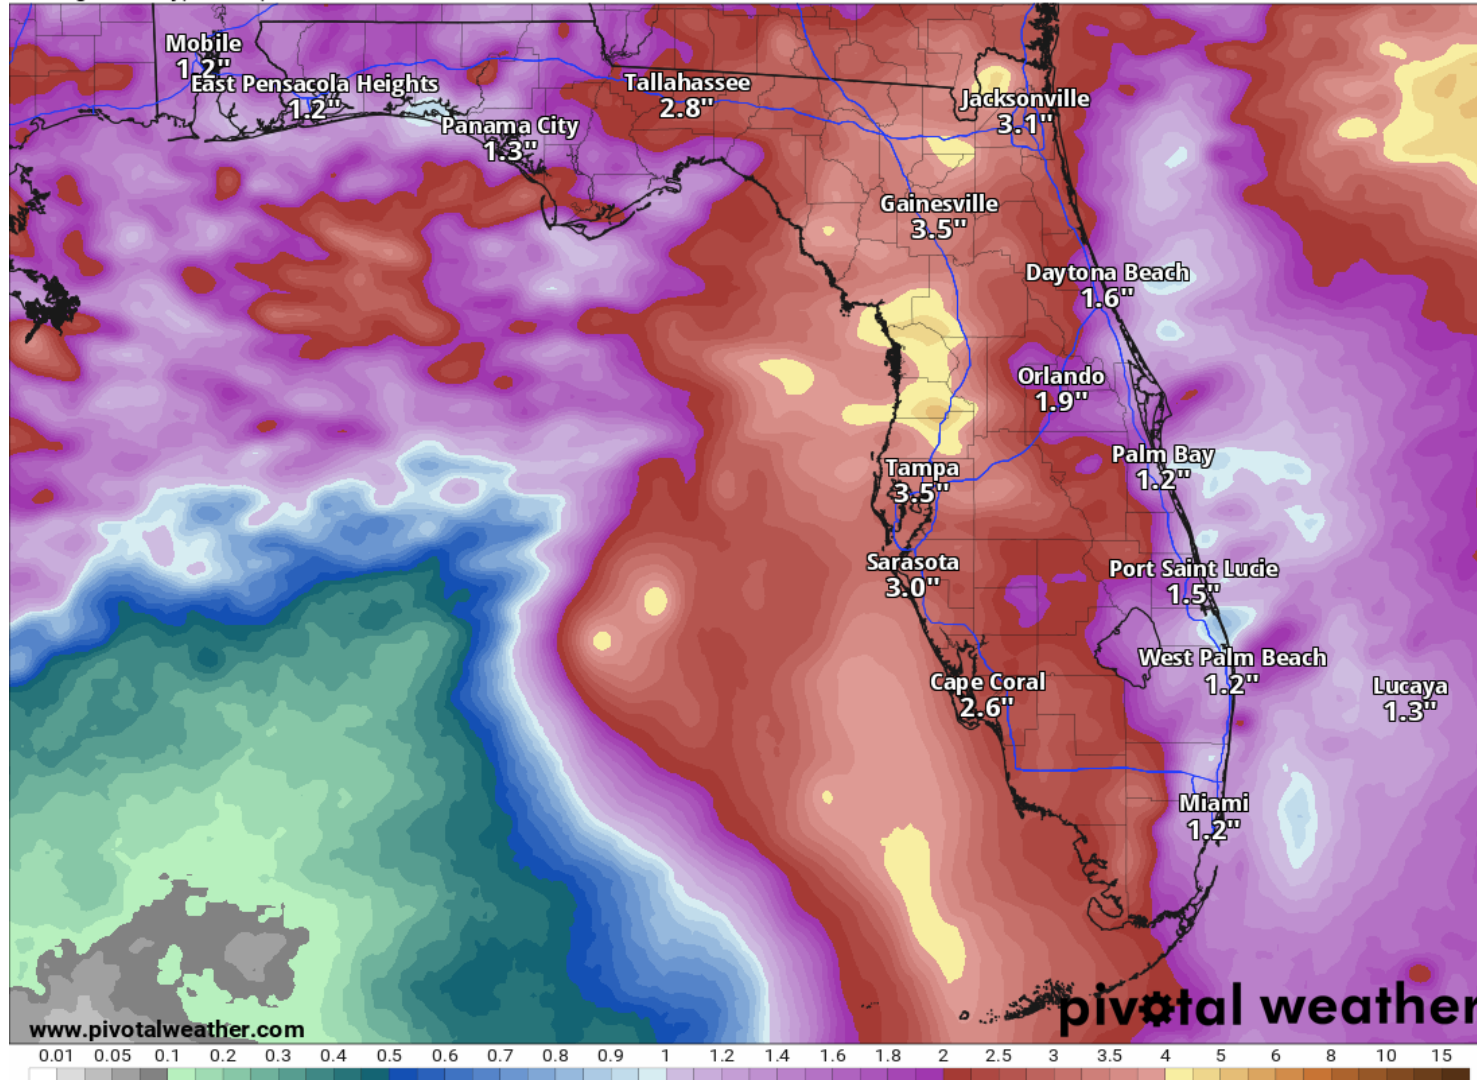 Mobile
1.2"
East Pensacola Heights
1.2"
Panama City
1.3"
Tallahassee
2.8"
Jacksonville
3.1"
Gainesville
3.5"
Daytona Beach
1.6"
Orlando
1.9"
Palm Bay
1.2"
Tampa
3.5"
Sarasota
3.0"
Port Saint Lucie
1.5"
West Palm Beach
1.2"
Lucaya
1.3"
Cape Coral
2.6"
Miami
1.2"
pivotal weather
www.pivotalweather.com
0.01 0.05 0.1 0.2 0.3 0.4 0.5 0.6 0.7 0.8 0.9 1 1.2 1.4 1.6 1.8 2 2.5 3 3.5 4 5 6 8 10 15